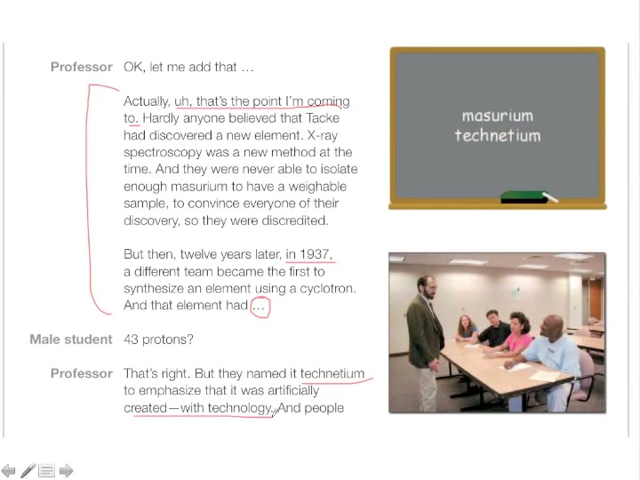 Professor OK, let me add that …
Actually, uh, that's the point I'm coming
to. Hardly anyone believed that Tacke
had discovered a new element. X-ray
spectroscopy was a new method at the
time. And they were never able to isolate
enough masurium to have a weighable
sample, to convince everyone of their
discovery, so they were discredited.
But then, twelve years later, in 1937,
a different team became the first to
synthesize an element using a cyclotron.
And that element had …
Male student 43 protons?
Professor That's right. But they named it technetium
to emphasize that it was artificially
created—with technology. And people
masurium
technetium